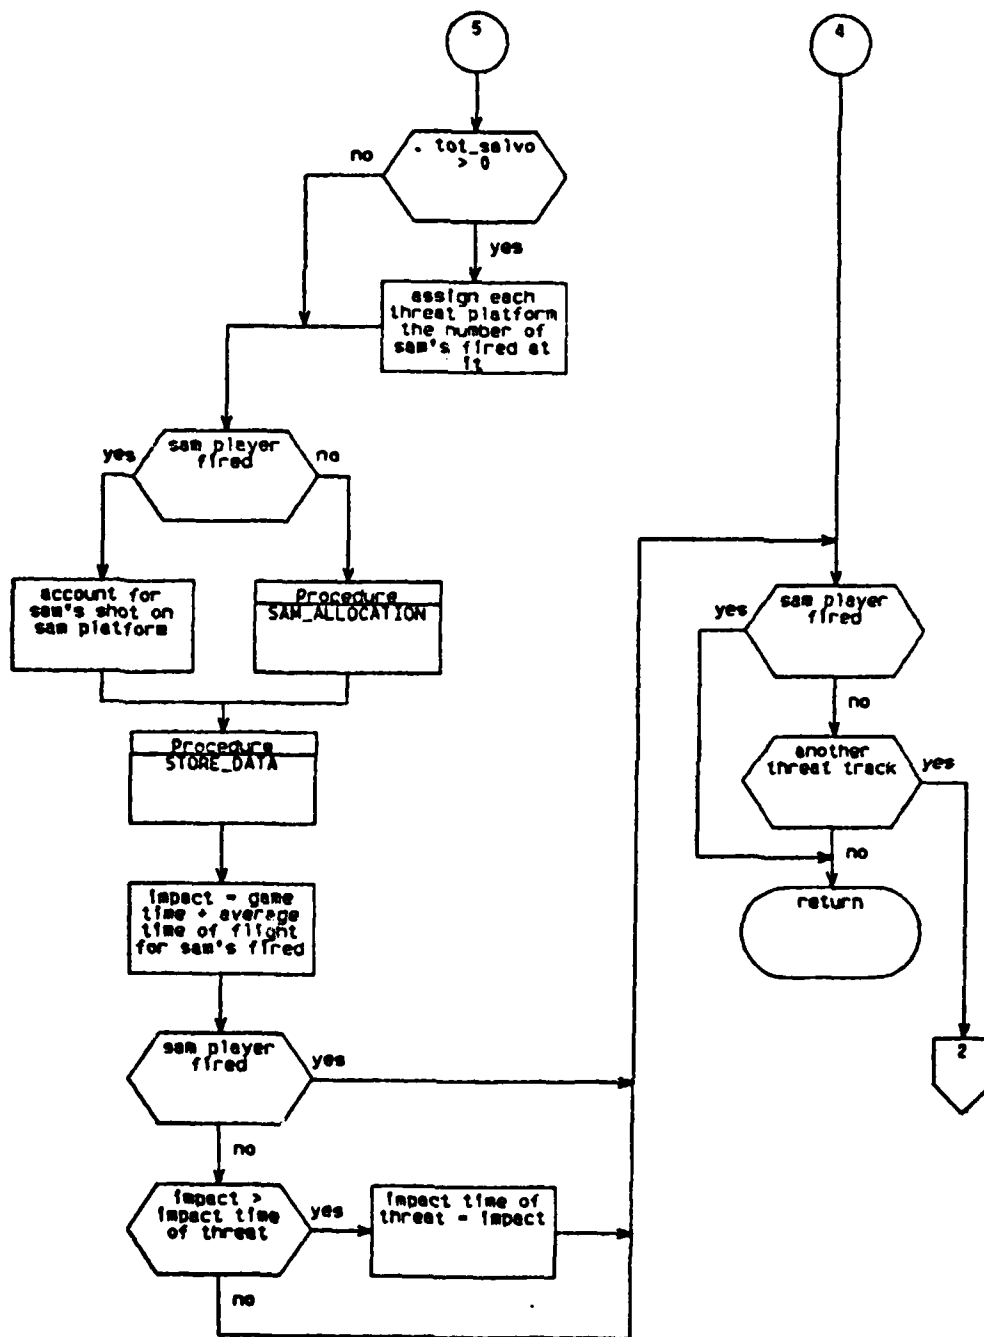 5
. tot_salvo
> 0
no
yes
assign each
threat platform
the number of
sam's fired at
it
sam player
fired
yes
no
account for
sam's shot on
sam platform
Procedure
SAM_ALLOCATION
Procedure
STORE_DATA
impact = game
time + average
time of flight
for sam's fired
sam player
fired
yes
no
impact >
impact time
of threat
yes
impact time of
threat = impact
no
4
sam player
fired
yes
no
another
threat track
yes
no
return
2